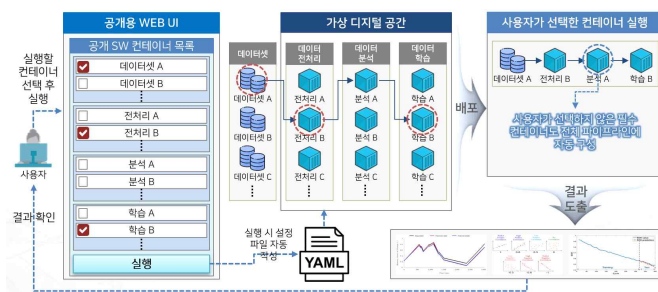 공개용 WEB UI
공개 SW 컨테이너 목록
데이터셋 A
데이터셋 B
전처리 A
전처리 B
분석 A
분석 B
학습 A
학습 B
실행
실행할
컨테이너
선택 후
실행
사용자
결과 확인
가상 디지털 공간
데이터셋
데이터
전처리
데이터
분석
데이터
학습
데이터셋 A
전처리 A
분석 A
학습 A
데이터셋 B
전처리 B
분석 B
학습 B
데이터셋 C
전처리 C
분석 C
학습 C
실행 시 설정
파일 자동
작성
YAML
배포
사용자가 선택한 컨테이너 실행
데이터셋 A
전처리 B
분석 A
학습 B
사용자가 선택하지 않은 필수
컨테이너도 전체 파이프라인에
자동 구성
결과
도출